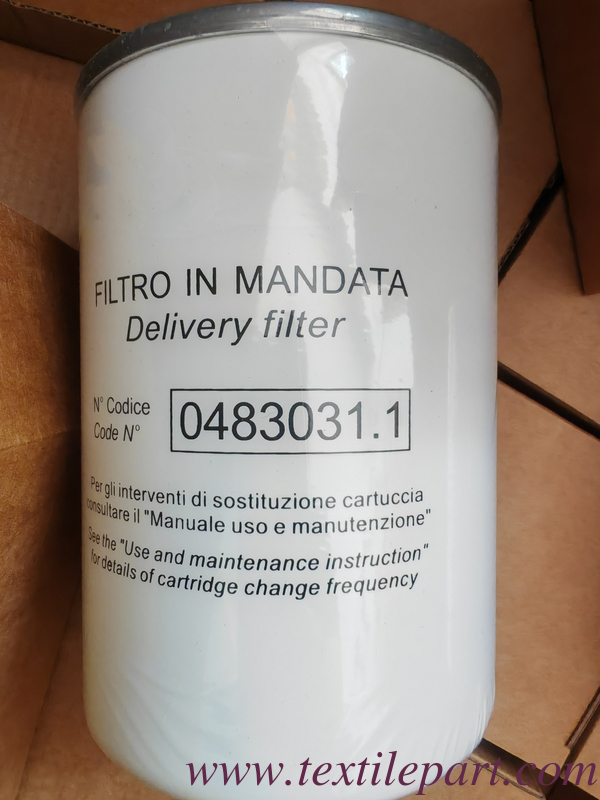 FILTRO IN MANDATA
Delivery filter
N° Codice
Code N°
0483031.1
Per gli interventi di sostituzione cartuccia
consultare il "Manuale uso e manutenzione"
See the "Use and maintenance instruction"
for details of cartridge change frequency
www.textilepart.com